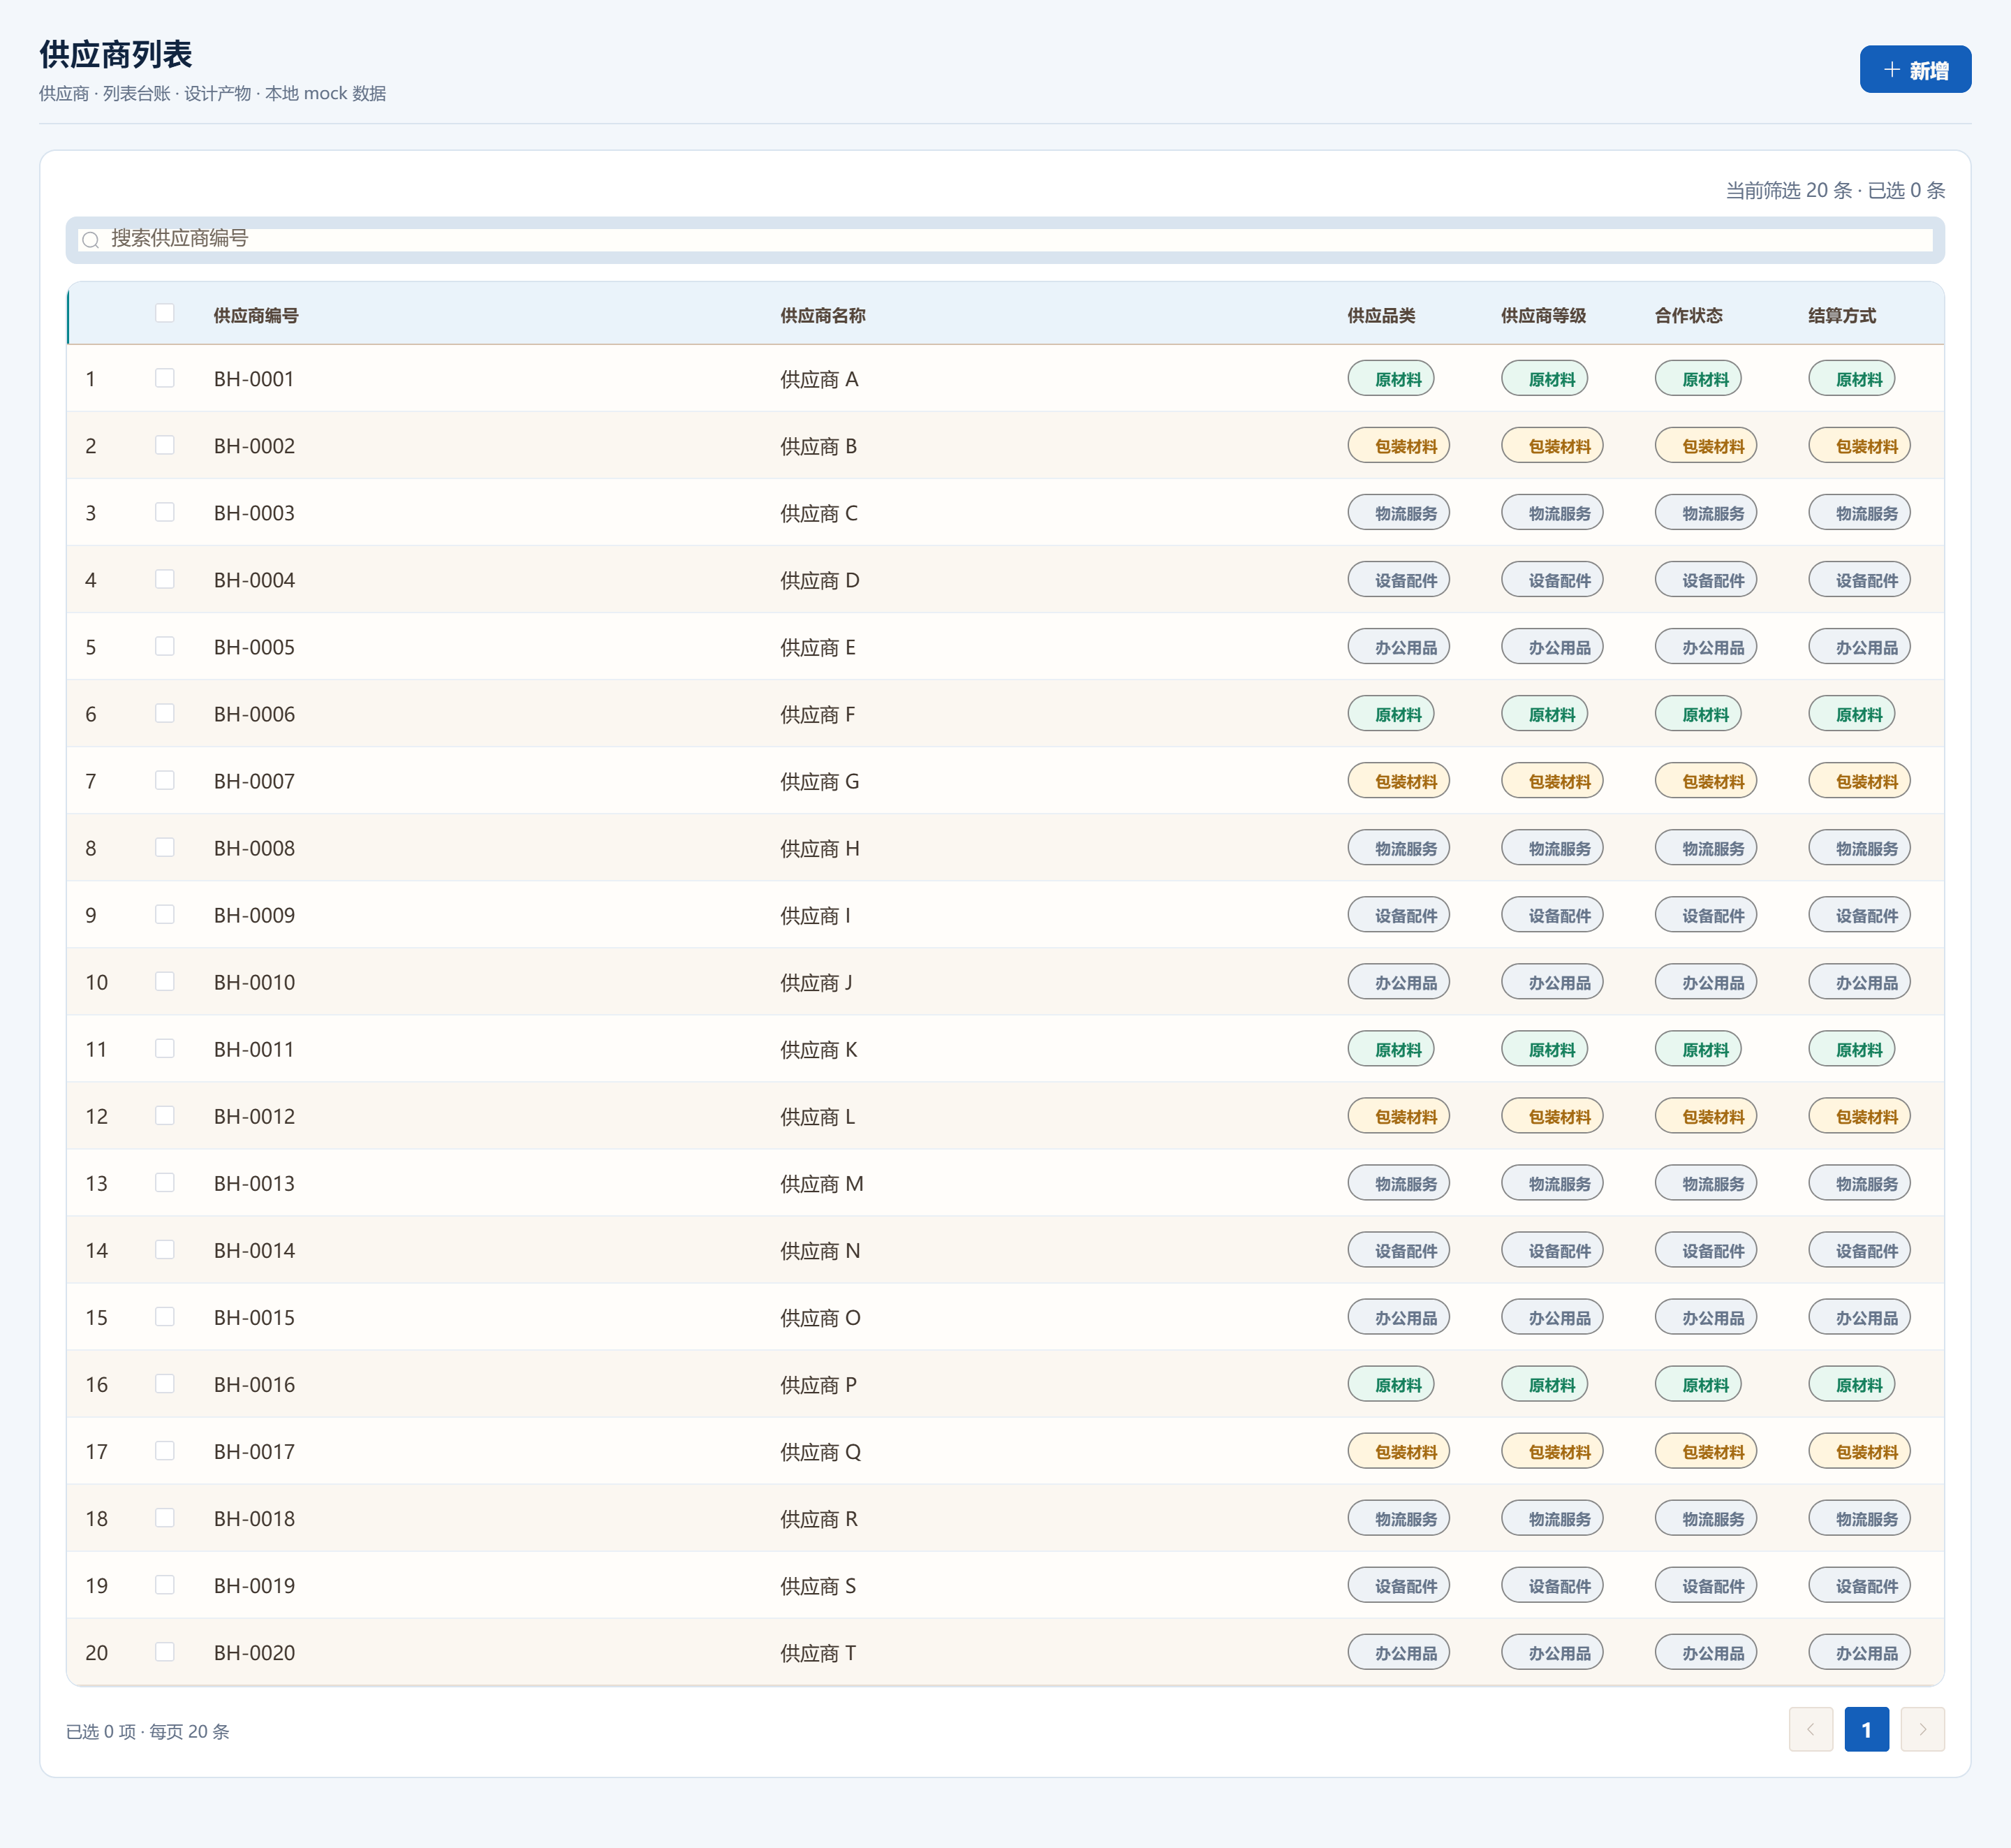 供应商列表
供应商 · 列表台账 · 设计产物 · 本地 mock 数据
新增
当前筛选 20 条 · 已选 0 条
搜索供应商编号
供应商编号 供应商名称 供应品类 供应商等级 合作状态 结算方式
1 BH-0001 供应商 A 原材料 原材料 原材料 原材料
2 BH-0002 供应商 B 包装材料 包装材料 包装材料 包装材料
3 BH-0003 供应商 C 物流服务 物流服务 物流服务 物流服务
4 BH-0004 供应商 D 设备配件 设备配件 设备配件 设备配件
5 BH-0005 供应商 E 办公用品 办公用品 办公用品 办公用品
6 BH-0006 供应商 F 原材料 原材料 原材料 原材料
7 BH-0007 供应商 G 包装材料 包装材料 包装材料 包装材料
8 BH-0008 供应商 H 物流服务 物流服务 物流服务 物流服务
9 BH-0009 供应商 I 设备配件 设备配件 设备配件 设备配件
10 BH-0010 供应商 J 办公用品 办公用品 办公用品 办公用品
11 BH-0011 供应商 K 原材料 原材料 原材料 原材料
12 BH-0012 供应商 L 包装材料 包装材料 包装材料 包装材料
13 BH-0013 供应商 M 物流服务 物流服务 物流服务 物流服务
14 BH-0014 供应商 N 设备配件 设备配件 设备配件 设备配件
15 BH-0015 供应商 O 办公用品 办公用品 办公用品 办公用品
16 BH-0016 供应商 P 原材料 原材料 原材料 原材料
17 BH-0017 供应商 Q 包装材料 包装材料 包装材料 包装材料
18 BH-0018 供应商 R 物流服务 物流服务 物流服务 物流服务
19 BH-0019 供应商 S 设备配件 设备配件 设备配件 设备配件
20 BH-0020 供应商 T 办公用品 办公用品 办公用品 办公用品
已选 0 项 · 每页 20 条
1